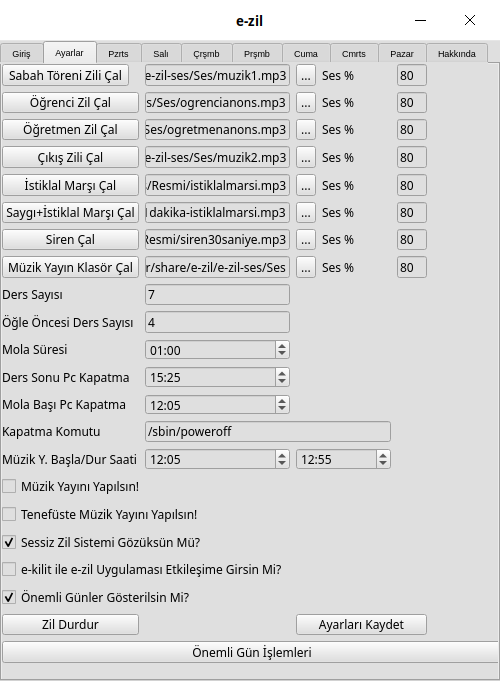 e-zil
Giriş Ayarlar Pzrts Salı Çrşmb Prşmb Cuma Cmrts Pazar Hakkında
Sabah Töreni Zili Çal e-zil-ses/Ses/muzik1.mp3 ... Ses % 80
Öğrenci Zil Çal s/Ses/ogrencianons.mp3 ... Ses % 80
Öğretmen Zil Çal Ses/ogretmenanons.mp3 ... Ses % 80
Çıkış Zili Çal e-zil-ses/Ses/muzik2.mp3 ... Ses % 80
İstiklal Marşı Çal /Resmi/istiklalmarsi.mp3 ... Ses % 80
Saygı+İstiklal Marşı Çal dakika-istiklalmarsi.mp3 ... Ses % 80
Siren Çal Resmi/siren30saniye.mp3 ... Ses % 80
Müzik Yayın Klasör Çal r/share/e-zil/e-zil-ses/Ses ... Ses % 80
Ders Sayısı 7
Öğle Öncesi Ders Sayısı 4
Mola Süresi 01:00
Ders Sonu Pc Kapatma 15:25
Mola Başı Pc Kapatma 12:05
Kapatma Komutu /sbin/poweroff
Müzik Y. Başla/Dur Saati 12:05 12:55
Müzik Yayını Yapılsın!
Tenefüste Müzik Yayını Yapılsın!
Sessiz Zil Sistemi Gözüksün Mü?
e-kilit ile e-zil Uygulaması Etkileşime Girsin Mi?
Önemli Günler Gösterilsin Mi?
Zil Durdur Ayarları Kaydet
Önemli Gün İşlemleri